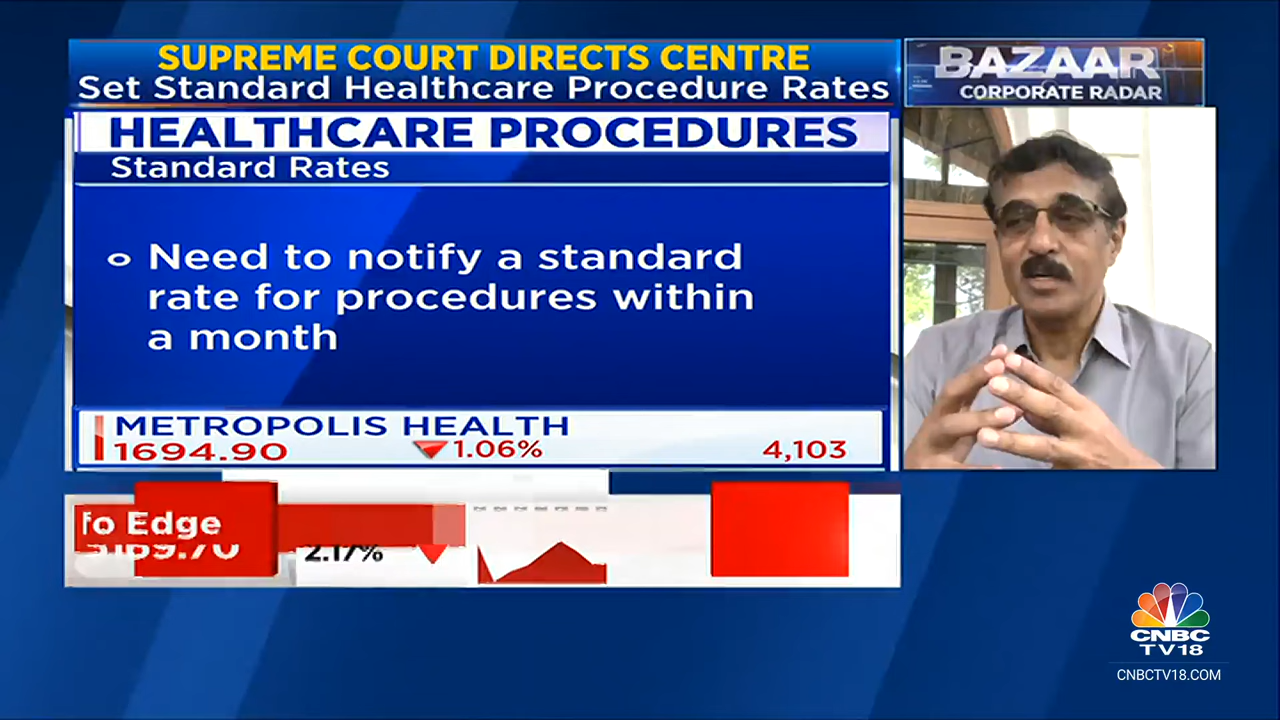 SUPREME COURT DIRECTS CENTRE
Set Standard Healthcare Procedure Rates
BAZAAR
CORPORATE RADAR
HEALTHCARE PROCEDURES
Standard Rates
Need to notify a standard
rate for procedures within
a month
METROPOLIS HEALTH
1694.90 1.06% 4,103
fo Edge
2.17%
CNBC
TV18
CNBCTV18.COM